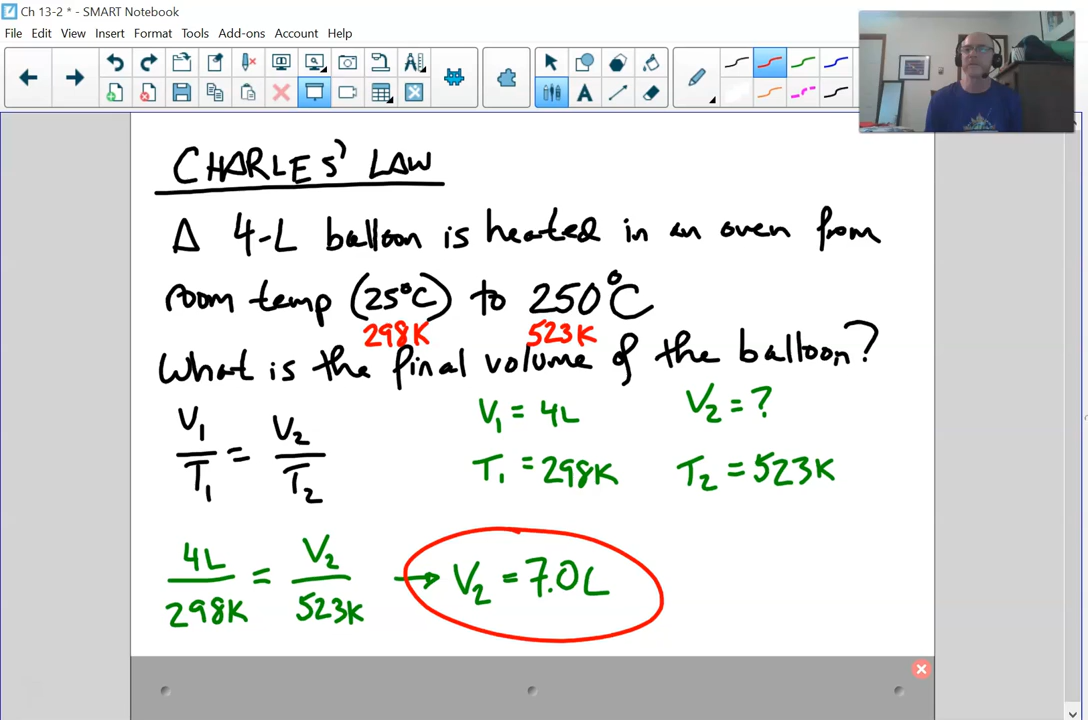 Ch 13-2 * - SMART Notebook
File Edit View Insert Format Tools Add-ons Account Help
CHARLES' LAW
A 4-L balloon is heated in an oven from
room temp (25°C) to 250°C
298K 523K
What is the final volume of the balloon?
V₁/T₁ = V₂/T₂
V₁ = 4L V₂ = ?
T₁ = 298K T₂ = 523K
4L/298K = V₂/523K → V₂ = 7.0L